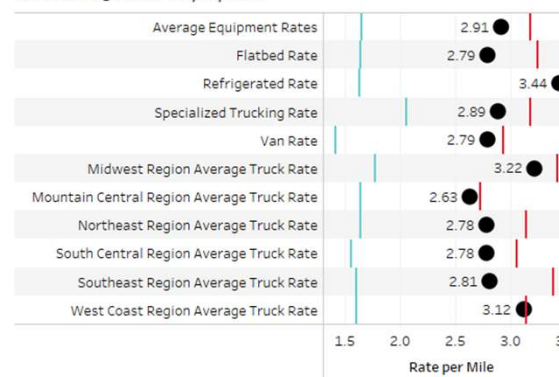 Average Equipment Rates 2.91
Flatbed Rate 2.79
Refrigerated Rate 3.44
Specialized Trucking Rate 2.89
Van Rate 2.79
Midwest Region Average Truck Rate 3.22
Mountain Central Region Average Truck Rate 2.63
Northeast Region Average Truck Rate 2.78
South Central Region Average Truck Rate 2.78
Southeast Region Average Truck Rate 2.81
West Coast Region Average Truck Rate 3.12
1.5 2.0 2.5 3.0
Rate per Mile